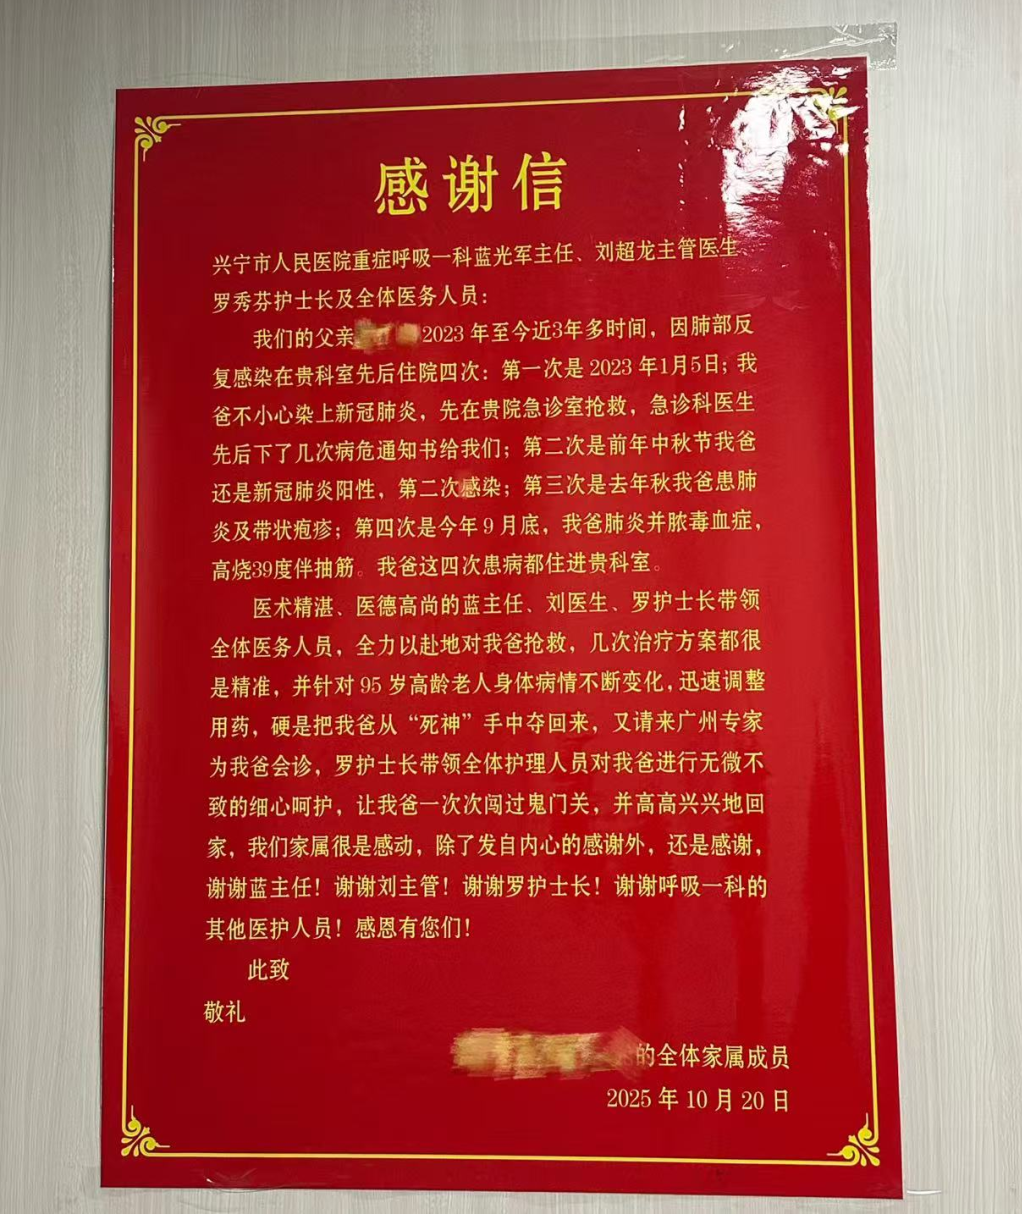 感谢信
兴宁市人民医院重症呼吸一科蓝光军主任、刘超龙主管医生、
罗秀芬护士长及全体医务人员：
我们的父亲 2023年至今近3年多时间，因肺部反
复感染在贵科室先后住院四次：第一次是2023年1月5日；我
爸不小心染上新冠肺炎，先在贵院急诊室抢救，急诊科医生
先后下了几次病危通知书给我们；第二次是前年中秋节我爸
还是新冠肺炎阳性，第二次感染；第三次是去年秋我爸患肺
炎及带状疱疹；第四次是今年9月底，我爸肺炎并脓毒血症，
高烧39度伴抽筋。我爸这四次患病都住进贵科室。
医术精湛、医德高尚的蓝主任、刘医生、罗护士长带领
全体医务人员，全力以赴地对我爸抢救，几次治疗方案都很
是精准，并针对95岁高龄老人身体病情不断变化，迅速调整
用药，硬是把我爸从“死神”手中夺回来，又请来广州专家
为我爸会诊，罗护士长带领全体护理人员对我爸进行无微不
致的细心呵护，让我爸一次次闯过鬼门关，并高高兴兴地回
家，我们家属很是感动，除了发自内心的感谢外，还是感谢，
谢谢蓝主任！谢谢刘主管！谢谢罗护士长！谢谢呼吸一科的
其他医护人员！感恩有您们！
此致
敬礼
的全体家属成员
2025年10月20日